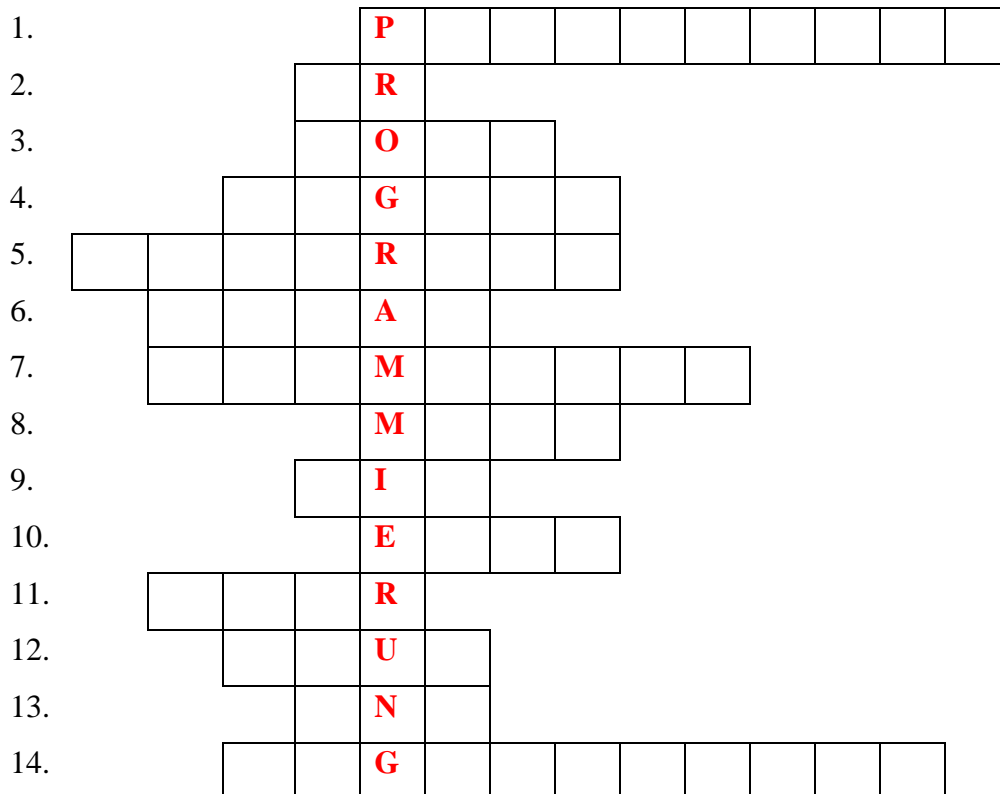 1. P
2. R
3. O
4. G
5. R
6. A
7. M
8. M
9. I
10. E
11. R
12. U
13. N
14. G